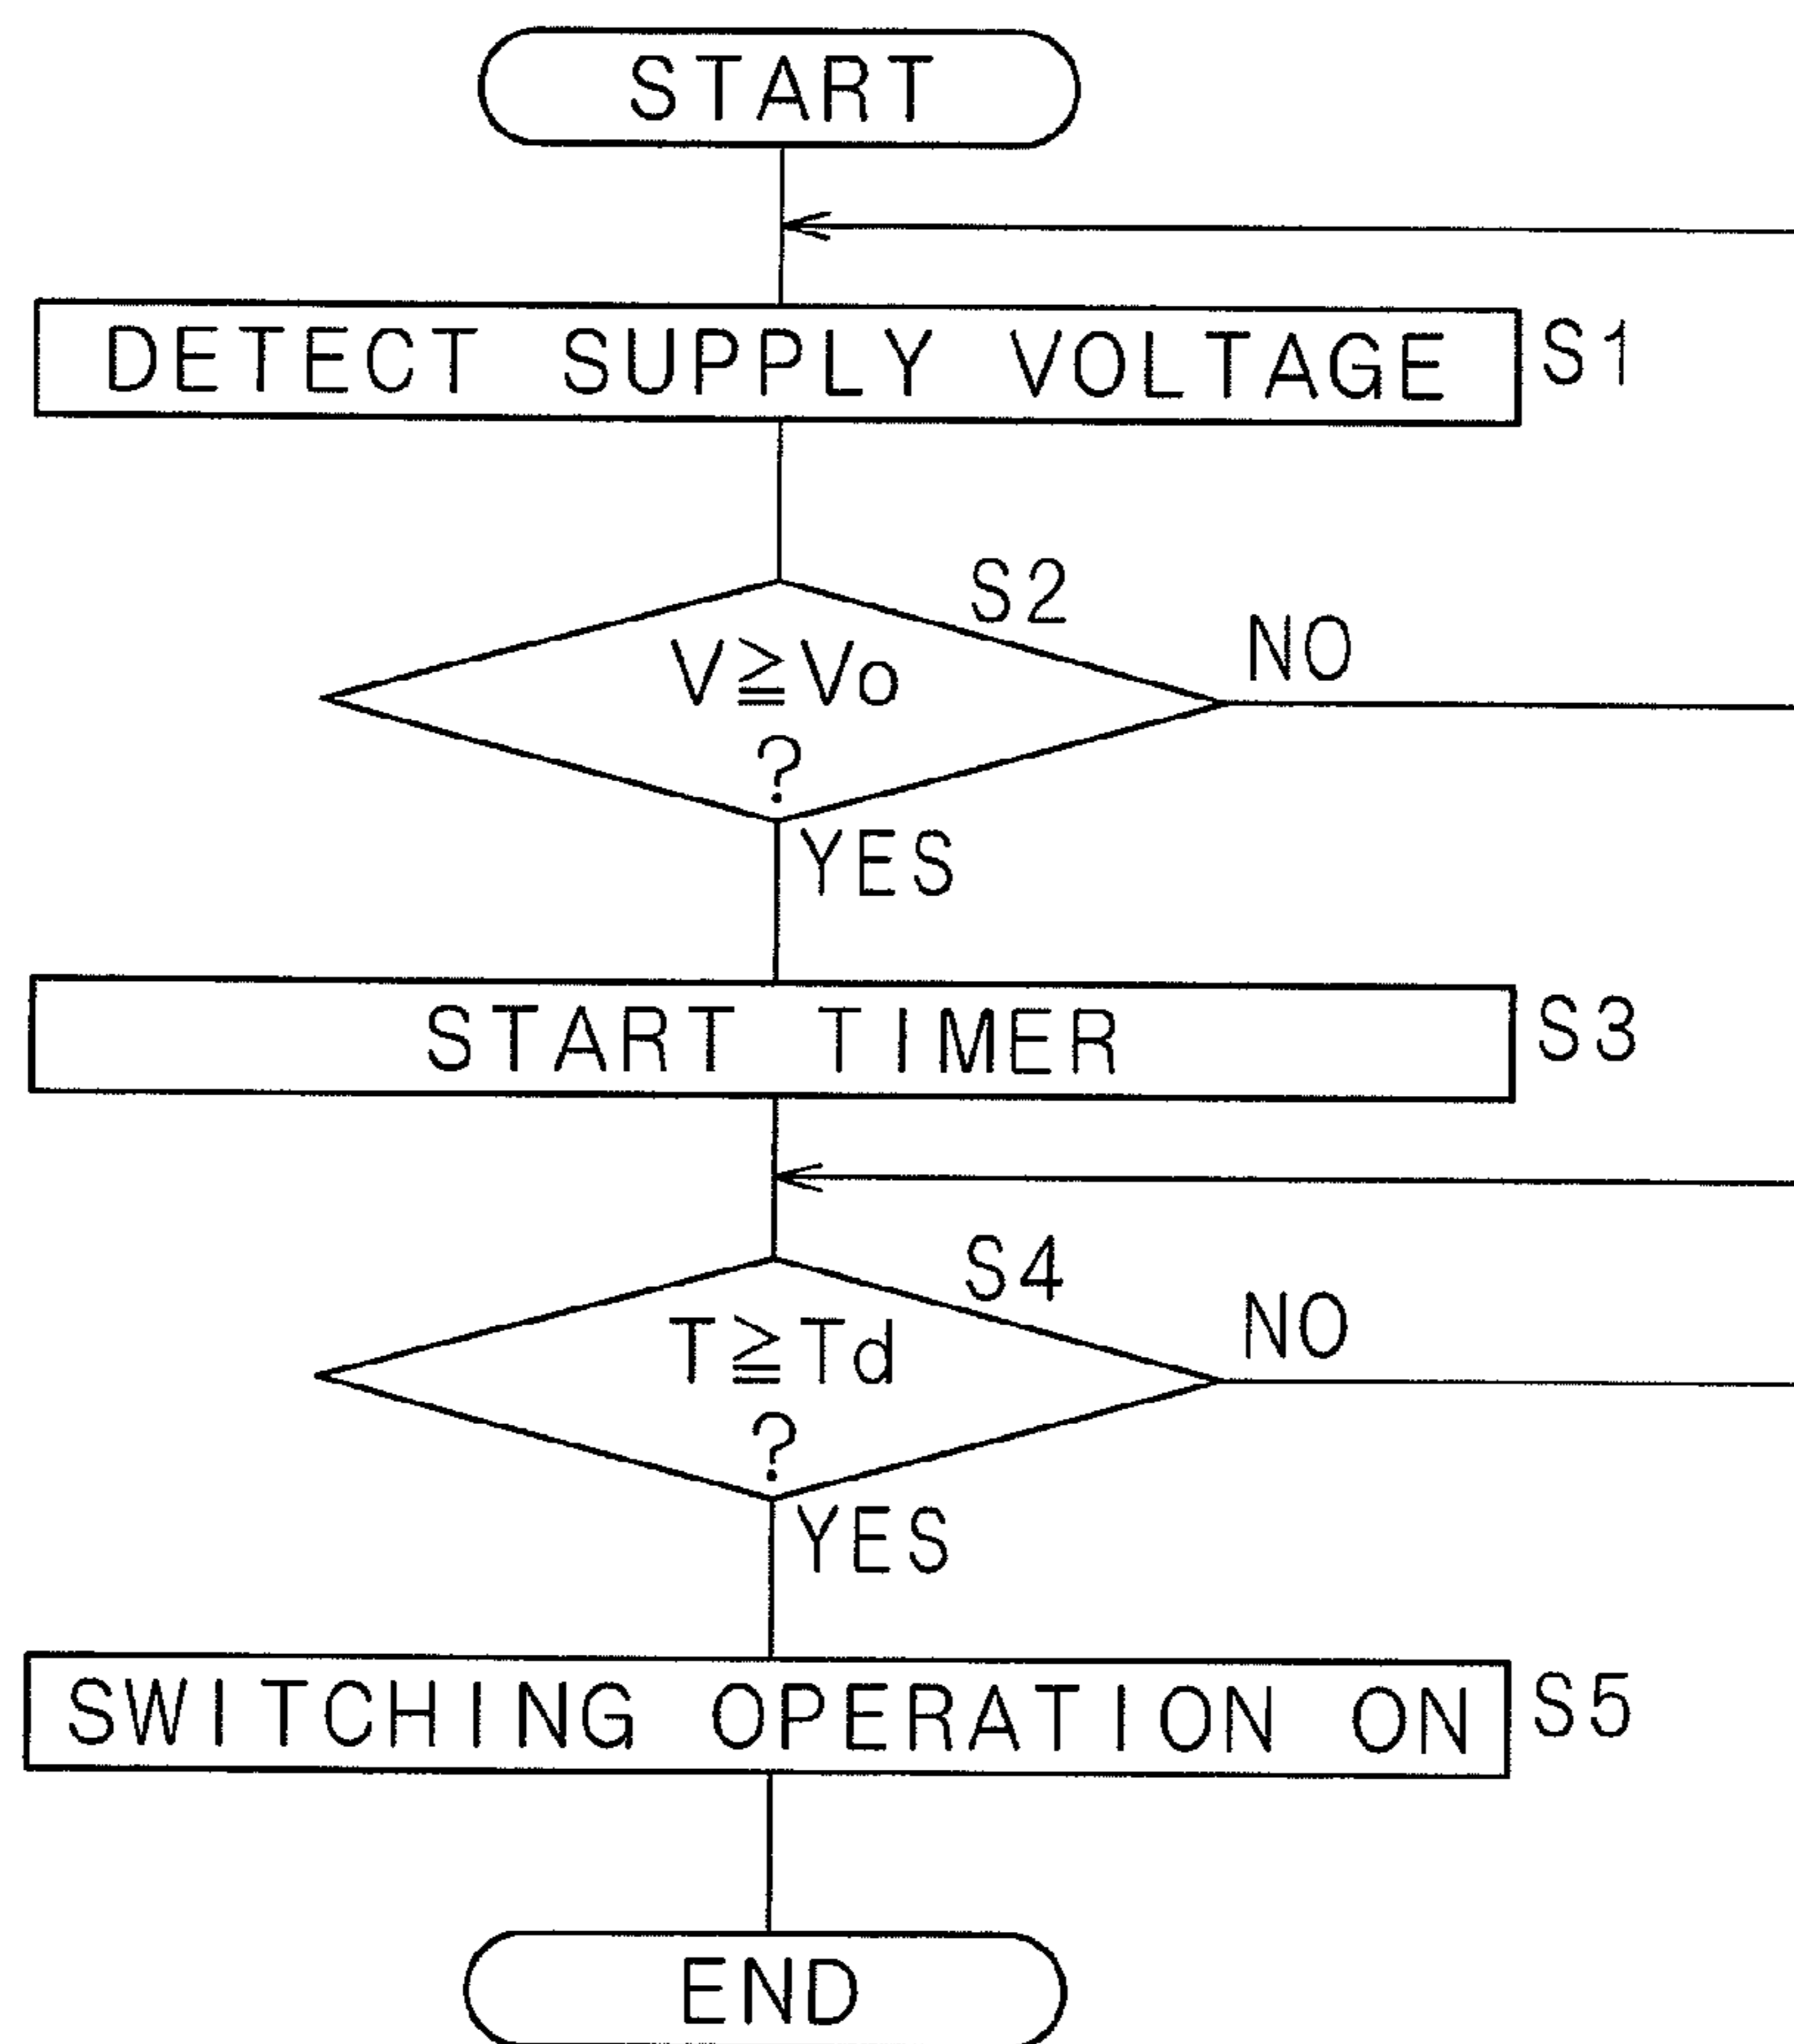 START
DETECT SUPPLY VOLTAGE S1
S2
V≧Vo
?
NO
YES
START TIMER S3
S4
T≧Td
?
NO
YES
SWITCHING OPERATION ON S5
END